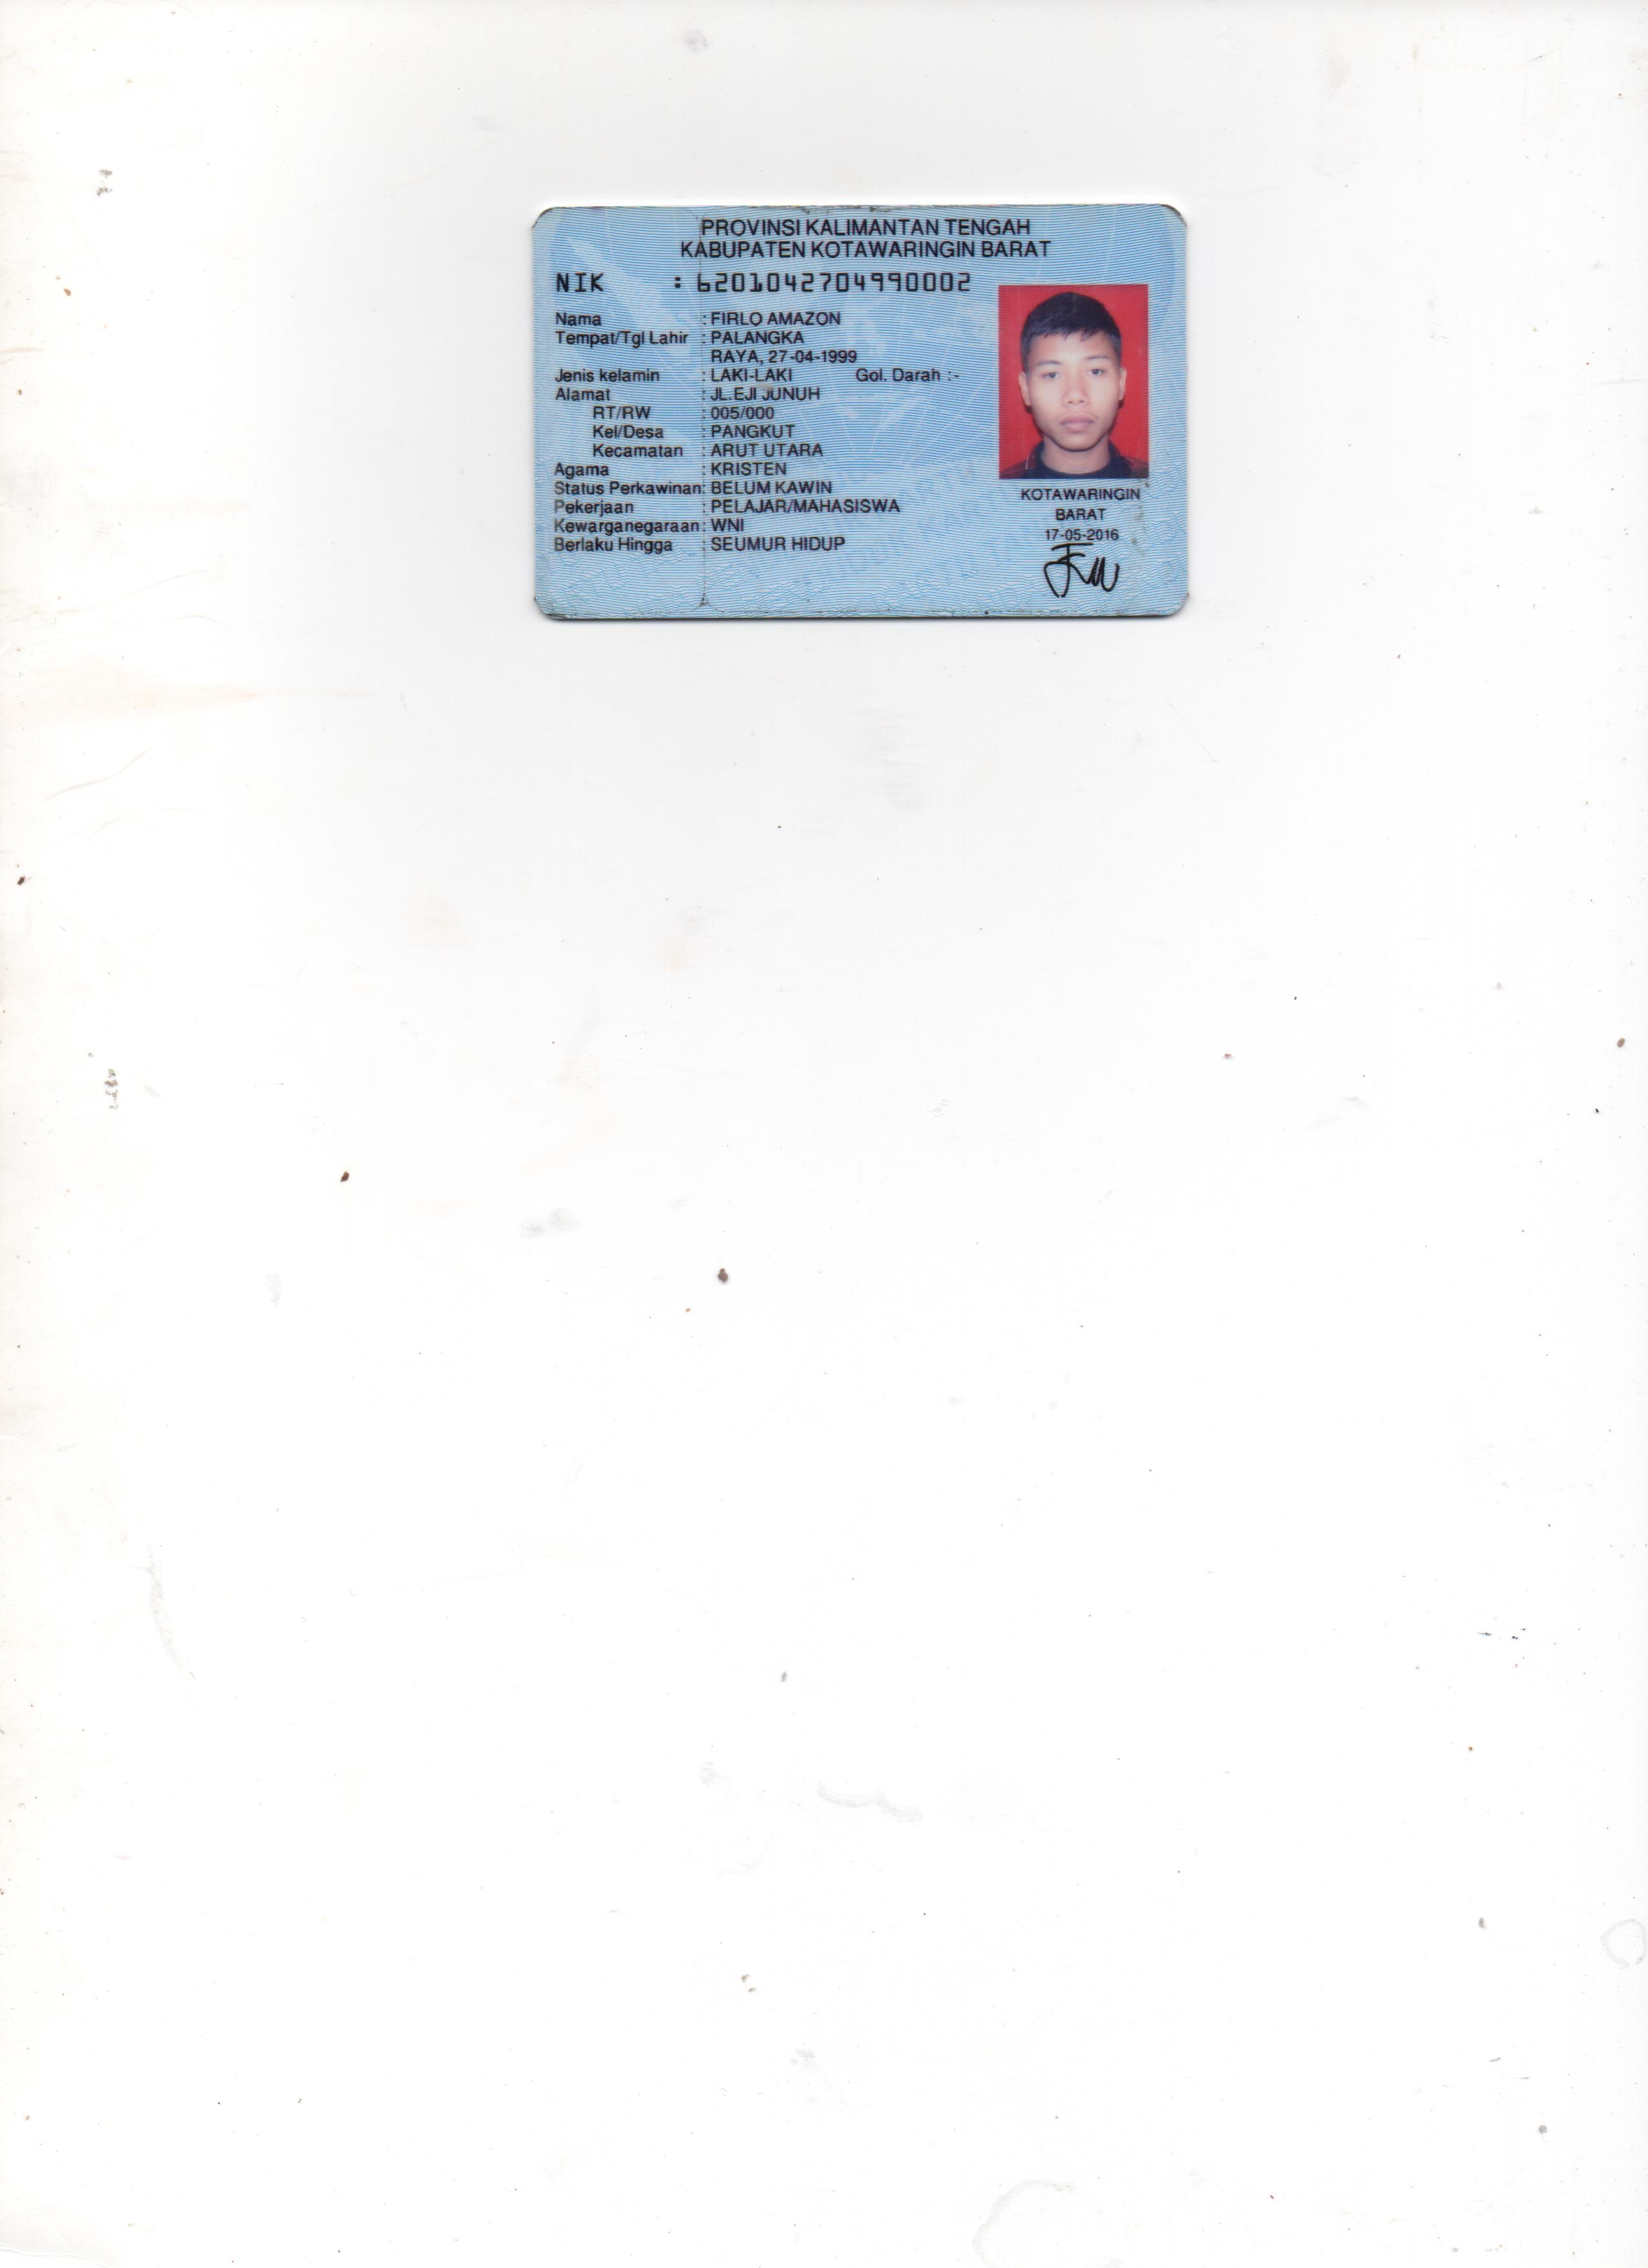 PROVINSI KALIMANTAN TENGAH
KABUPATEN KOTAWARINGIN BARAT
NIK : 6201042704990002
Nama : FIRLO AMAZON
Tempat/Tgl Lahir : PALANGKA
RAYA, 27-04-1999
Jenis kelamin : LAKI-LAKI Gol. Darah :-
Alamat : JL.EJI JUNUH
RT/RW : 005/000
Kel/Desa : PANGKUT
Kecamatan : ARUT UTARA
Agama : KRISTEN
Status Perkawinan: BELUM KAWIN
Pekerjaan : PELAJAR/MAHASISWA
Kewarganegaraan: WNI
Berlaku Hingga : SEUMUR HIDUP
KOTAWARINGIN
BARAT
17-05-2016